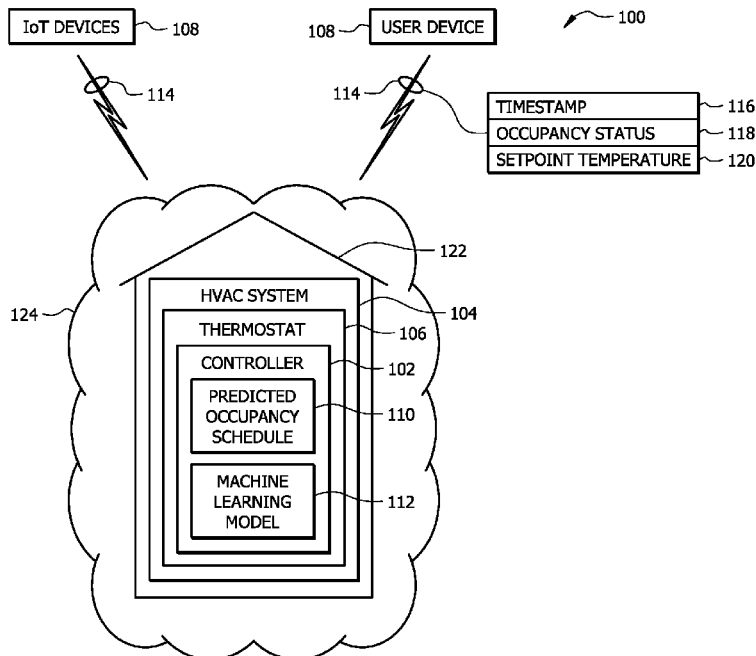 IoT DEVICES
108
108
USER DEVICE
100
114
114
TIMESTAMP
116
OCCUPANCY STATUS
118
SETPOINT TEMPERATURE
120
122
124
HVAC SYSTEM
104
THERMOSTAT
106
CONTROLLER
102
PREDICTED
OCCUPANCY
SCHEDULE
110
MACHINE
LEARNING
MODEL
112